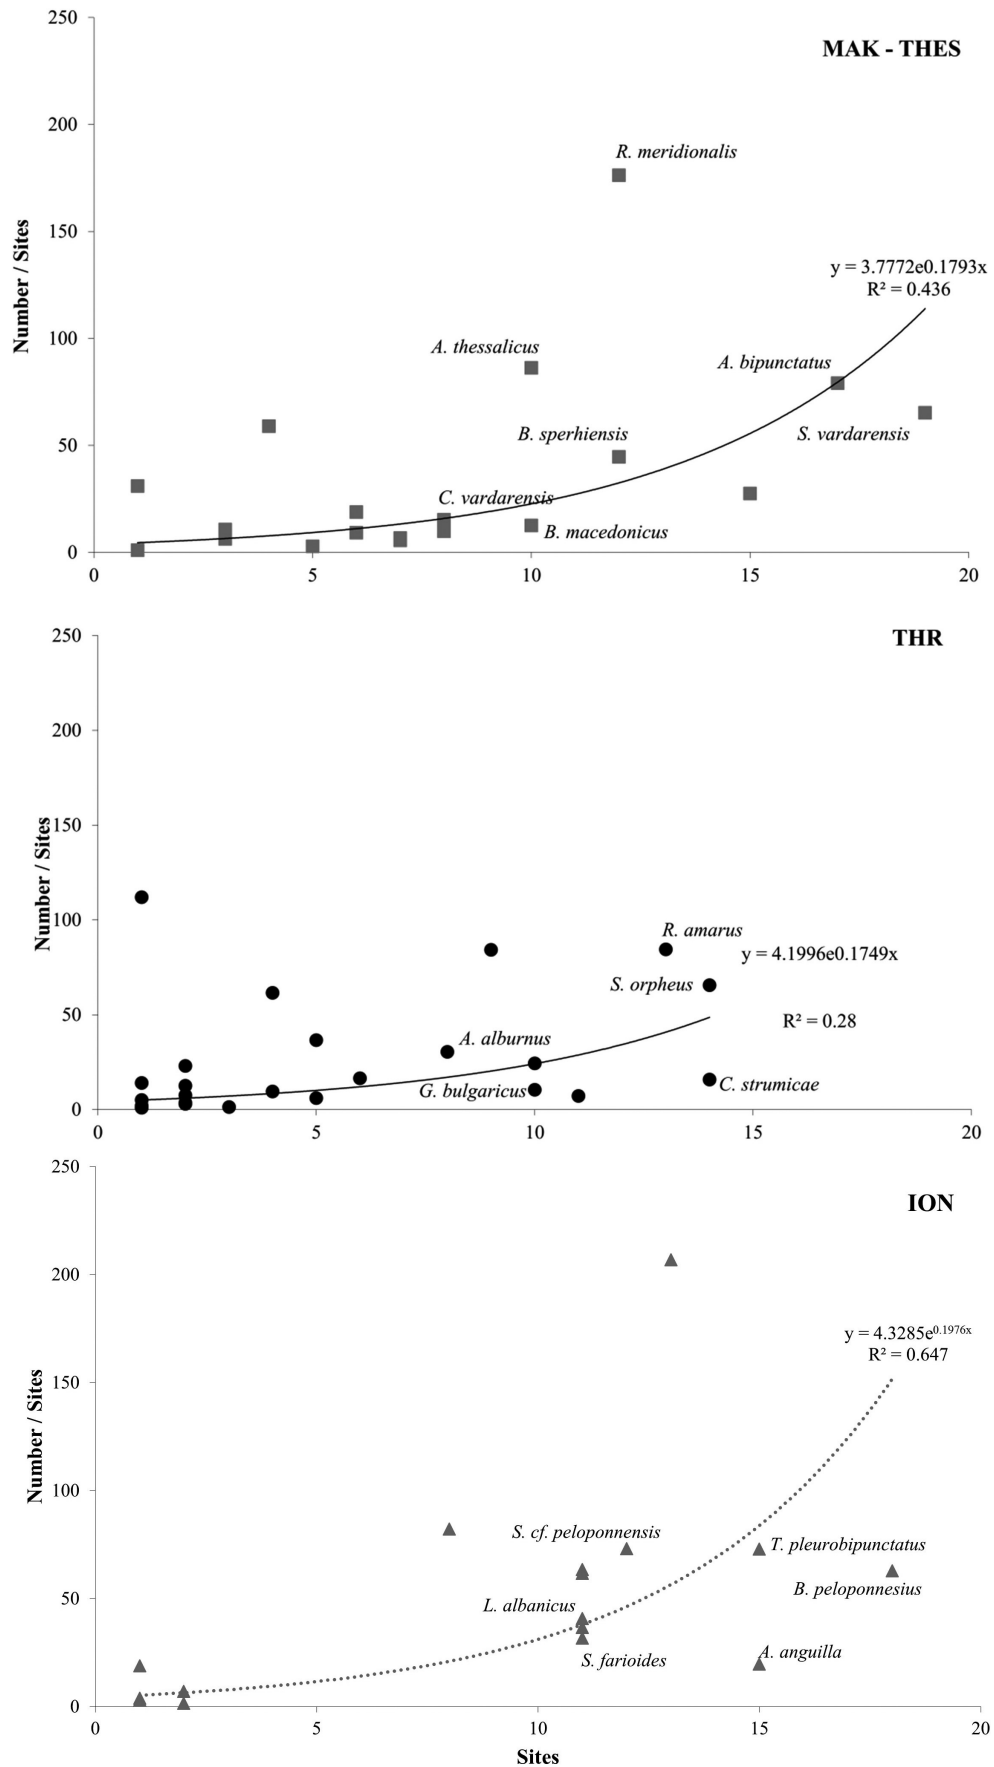 MAK - THES
250
200
150
100
50
0
Number / Sites
R. meridionalis
y = 3.7772e0.1793x
R² = 0.436
A. thessalicus
A. bipunctatus
B. sperhiensis
S. vardarensis
C. vardarensis
B. macedonicus
0 5 10 15 20
THR
250
200
150
100
50
0
Number / Sites
R. amarus
y = 4.1996e0.1749x
S. orpheus
R² = 0.28
A. alburnus
G. bulgaricus
C. strumicae
0 5 10 15 20
ION
250
200
150
100
50
0
Number / Sites
y = 4.3285e^0.1976x
R² = 0.647
S. cf. peloponnensis
T. pleurobipunctatus
B. peloponnesius
L. albanicus
A. anguilla
S. farioides
0 5 10 15 20
Sites